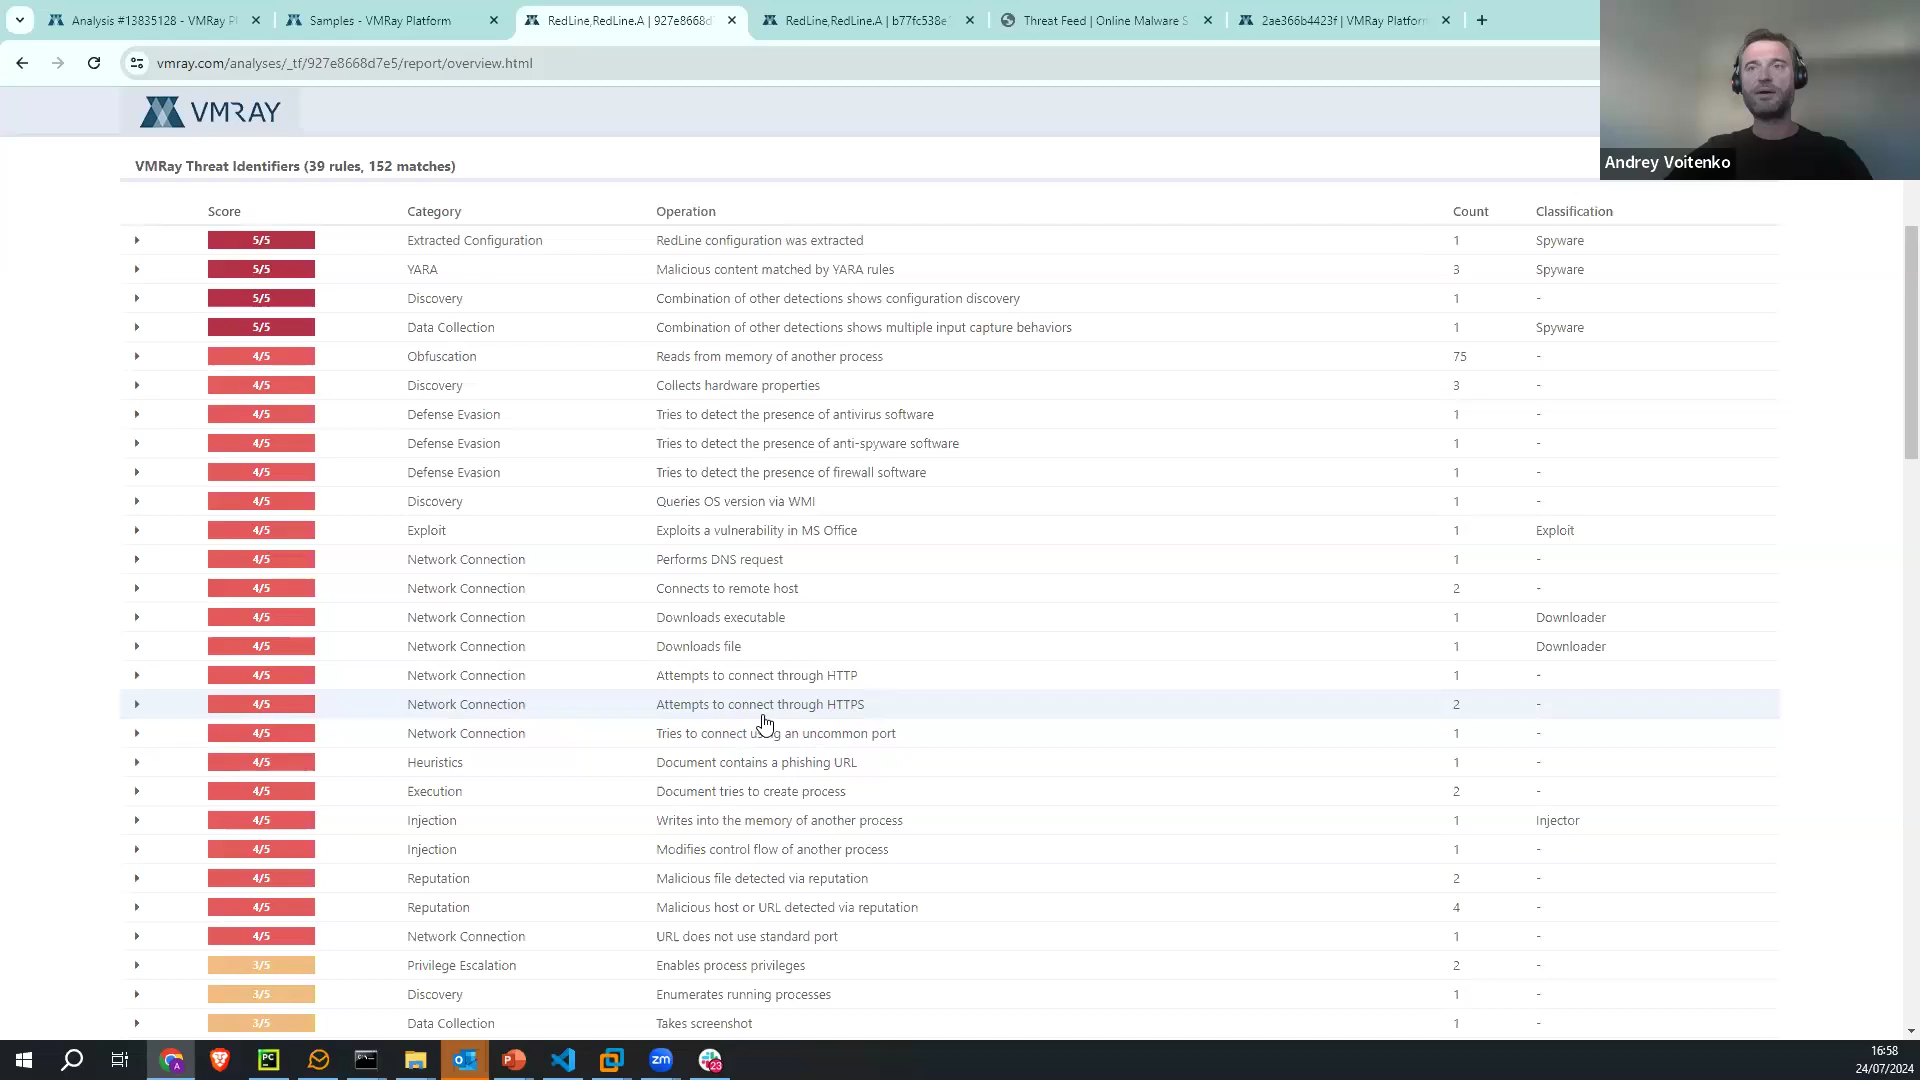 Analysis #13835128 - VMRay Pl
Samples - VMRay Platform
RedLine,RedLine.A | 927e8668d7
RedLine,RedLine.A | b77fc538e
Threat Feed | Online Malware S
2ae366b4423f | VMRay Platform
vmray.com/analyses/_tf/927e8668d7e5/report/overview.html
VMRAY
Andrey Voitenko
VMRay Threat Identifiers (39 rules, 152 matches)
Score Category Operation Count Classification
5/5 Extracted Configuration RedLine configuration was extracted 1 Spyware
5/5 YARA Malicious content matched by YARA rules 3 Spyware
5/5 Discovery Combination of other detections shows configuration discovery 1 -
5/5 Data Collection Combination of other detections shows multiple input capture behaviors 1 Spyware
4/5 Obfuscation Reads from memory of another process 75 -
4/5 Discovery Collects hardware properties 3 -
4/5 Defense Evasion Tries to detect the presence of antivirus software 1 -
4/5 Defense Evasion Tries to detect the presence of anti-spyware software 1 -
4/5 Defense Evasion Tries to detect the presence of firewall software 1 -
4/5 Discovery Queries OS version via WMI 1 -
4/5 Exploit Exploits a vulnerability in MS Office 1 Exploit
4/5 Network Connection Performs DNS request 1 -
4/5 Network Connection Connects to remote host 2 -
4/5 Network Connection Downloads executable 1 Downloader
4/5 Network Connection Downloads file 1 Downloader
4/5 Network Connection Attempts to connect through HTTP 1 -
4/5 Network Connection Attempts to connect through HTTPS 2 -
4/5 Network Connection Tries to connect using an uncommon port 1 -
4/5 Heuristics Document contains a phishing URL 1 -
4/5 Execution Document tries to create process 2 -
4/5 Injection Writes into the memory of another process 1 Injector
4/5 Injection Modifies control flow of another process 1 -
4/5 Reputation Malicious file detected via reputation 2 -
4/5 Reputation Malicious host or URL detected via reputation 4 -
4/5 Network Connection URL does not use standard port 1 -
3/5 Privilege Escalation Enables process privileges 2 -
3/5 Discovery Enumerates running processes 1 -
3/5 Data Collection Takes screenshot 1 -
A
PC
zm
23
16:58
24/07/2024